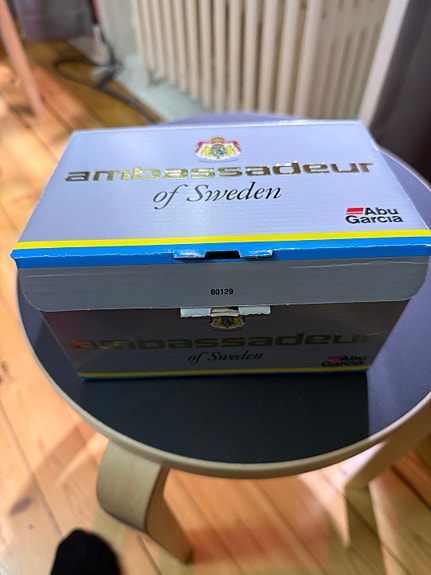 ambassadeur
of Sweden
Abu
Garcia
80129
ambassadeur
of Sweden
Abu
Garcia